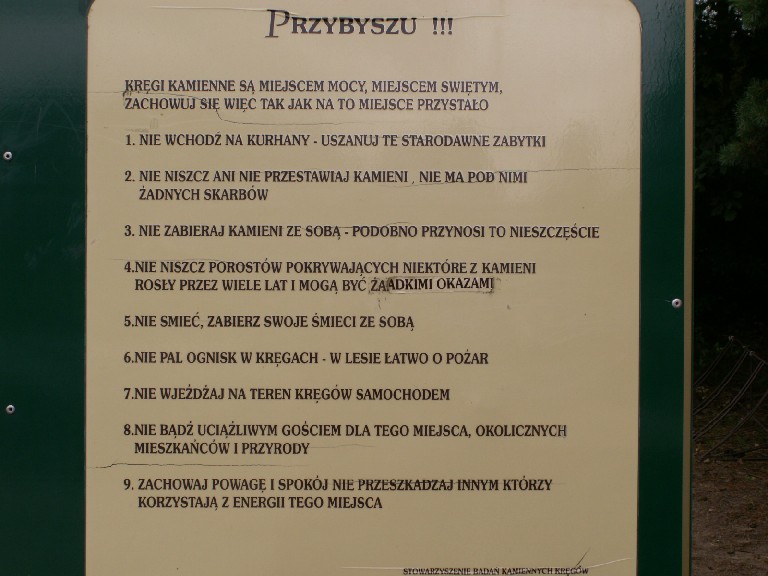 PRZYBYSZU !!!
KRĘGI KAMIENNE SĄ MIEJSCEM MOCY, MIEJSCEM SWIĘTYM,
ZACHOWUJ SIĘ WIĘC TAK JAK NA TO MIEJSCE PRZYSTAŁO
1. NIE WCHODŹ NA KURHANY - USZANUJ TE STARODAWNE ZABYTKI
2. NIE NISZCZ ANI NIE PRZESTAWIAJ KAMIENI , NIE MA POD NIMI
ŻADNYCH SKARBÓW
3. NIE ZABIERAJ KAMIENI ZE SOBĄ - PODOBNO PRZYNOSI TO NIESZCZĘŚCIE
4.NIE NISZCZ POROSTÓW POKRYWAJĄCYCH NIEKTÓRE Z KAMIENI
ROSŁY PRZEZ WIELE LAT I MOGĄ BYĆ ŻAADKIMI OKAZAMI
5.NIE SMIEĆ, ZABIERZ SWOJE ŚMIECI ZE SOBĄ
6.NIE PAL OGNISK W KRĘGACH - W LESIE ŁATWO O POŻAR
7.NIE WJEŻDŻAJ NA TEREN KRĘGÓW SAMOCHODEM
8.NIE BĄDŹ UCIĄŻLIWYM GOŚCIEM DLA TEGO MIEJSCA, OKOLICZNYCH
MIESZKAŃCÓW I PRZYRODY
9. ZACHOWAJ POWAGĘ I SPOKÓJ NIE PRZESZKADZAJ INNYM KTÓRZY
KORZYSTAJĄ Z ENERGII TEGO MIEJSCA
STOWARZYSZENIE BADAŃ KAMIENNYCH KRĘGÓW